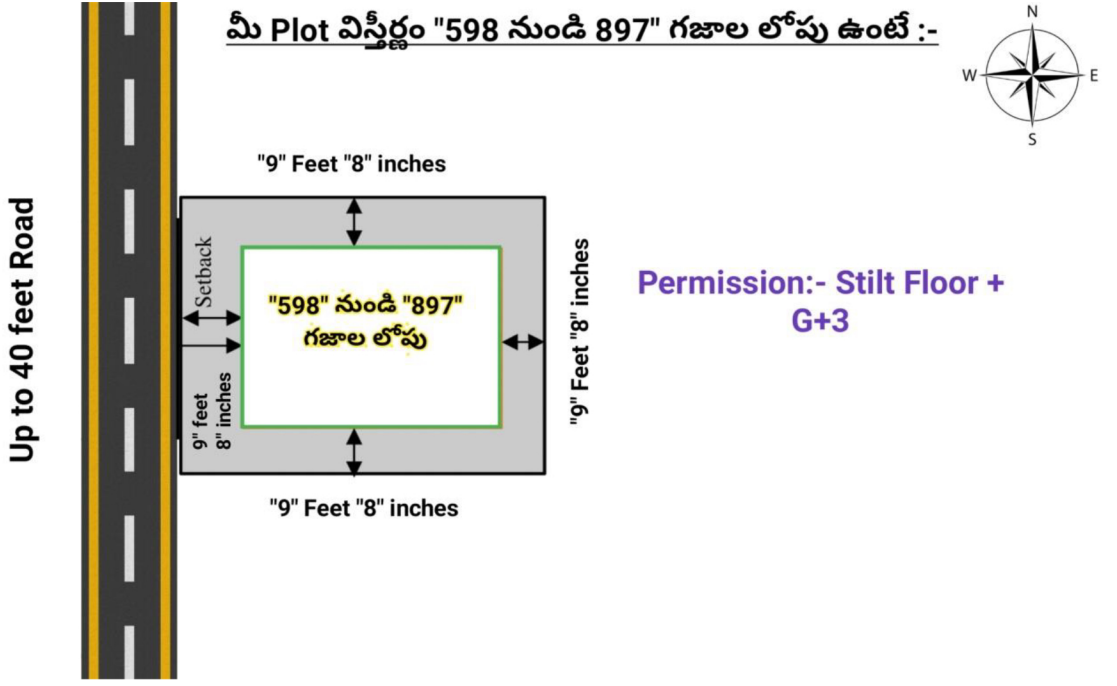 మీ Plot విస్తీర్ణం "598 నుండి 897" గజాల లోపు ఉంటే :-
N
W
E
S
"9" Feet "8" inches
Up to 40 feet Road
Setback
"598" నుండి "897"
గజాల లోపు
9" feet
8" inches
"9" Feet "8" inches
Permission:- Stilt Floor +
G+3
"9" Feet "8" inches